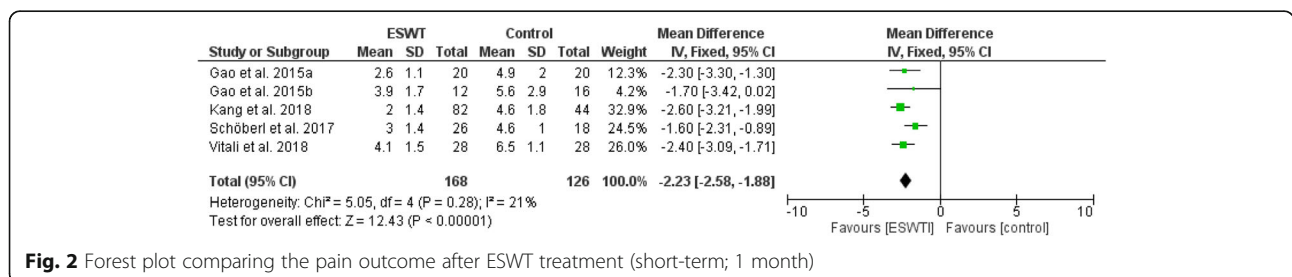 ESWT Control Mean Difference Mean Difference
Study or Subgroup Mean SD Total Mean SD Total Weight IV, Fixed, 95% CI IV, Fixed, 95% CI
Gao et al. 2015a 2.6 1.1 20 4.9 2 20 12.3% -2.30 [-3.30, -1.30]
Gao et al. 2015b 3.9 1.7 12 5.6 2.9 16 4.2% -1.70 [-3.42, 0.02]
Kang et al. 2018 2 1.4 82 4.6 1.8 44 32.9% -2.60 [-3.21, -1.99]
Schöberl et al. 2017 3 1.4 26 4.6 1 18 24.5% -1.60 [-2.31, -0.89]
Vitali et al. 2018 4.1 1.5 28 6.5 1.1 28 26.0% -2.40 [-3.09, -1.71]
Total (95% CI) 168 126 100.0% -2.23 [-2.58, -1.88]
Heterogeneity: Chi² = 5.05, df = 4 (P = 0.28); I² = 21%
Test for overall effect: Z = 12.43 (P < 0.00001)
-10 -5 0 5 10
Favours [ESWTl] Favours [control]
Fig. 2 Forest plot comparing the pain outcome after ESWT treatment (short-term; 1 month)